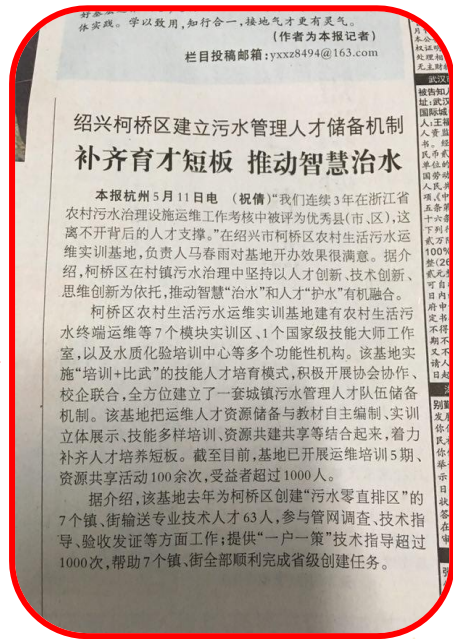 体实践。学以致用,知行合一,接地气才更有灵气。
(作者为本报记者)
栏目投稿邮箱:yxxz8494@163.com
绍兴柯桥区建立污水管理人才储备机制
补齐育才短板 推动智慧治水
本报杭州5月11日电 (祝倩)“我们连续3年在浙江省
农村污水治理设施运维工作考核中被评为优秀县(市、区),这
离不开背后的人才支撑。”在绍兴市柯桥区农村生活污水运
维实训基地,负责人马春雨对基地开办效果很满意。据介
绍,柯桥区在村镇污水治理中坚持以人才创新、技术创新、
思维创新为依托,推动智慧“治水”和人才“护水”有机融合。
柯桥区农村生活污水运维实训基地建有农村生活污
水终端运维等7个模块实训区、1个国家级技能大师工作
室,以及水质化验培训中心等多个功能性机构。该基地实
施“培训+比武”的技能人才培育模式,积极开展协会协作、
校企联合,全方位建立了一套城镇污水管理人才队伍储备
机制。该基地把运维人才资源储备与教材自主编制、实训
立体展示、技能多样培训、资源共建共享等结合起来,着力
补齐人才培养短板。截至目前,基地已开展运维培训5期、
资源共享活动100余次,受益者超过1000人。
据介绍,该基地去年为柯桥区创建“污水零直排区”的
7个镇、街输送专业技术人才63人,参与管网调查、技术指
导、验收发证等方面工作;提供“一户一策”技术指导超过
1000次,帮助7个镇、街全部顺利完成省级创建任务。